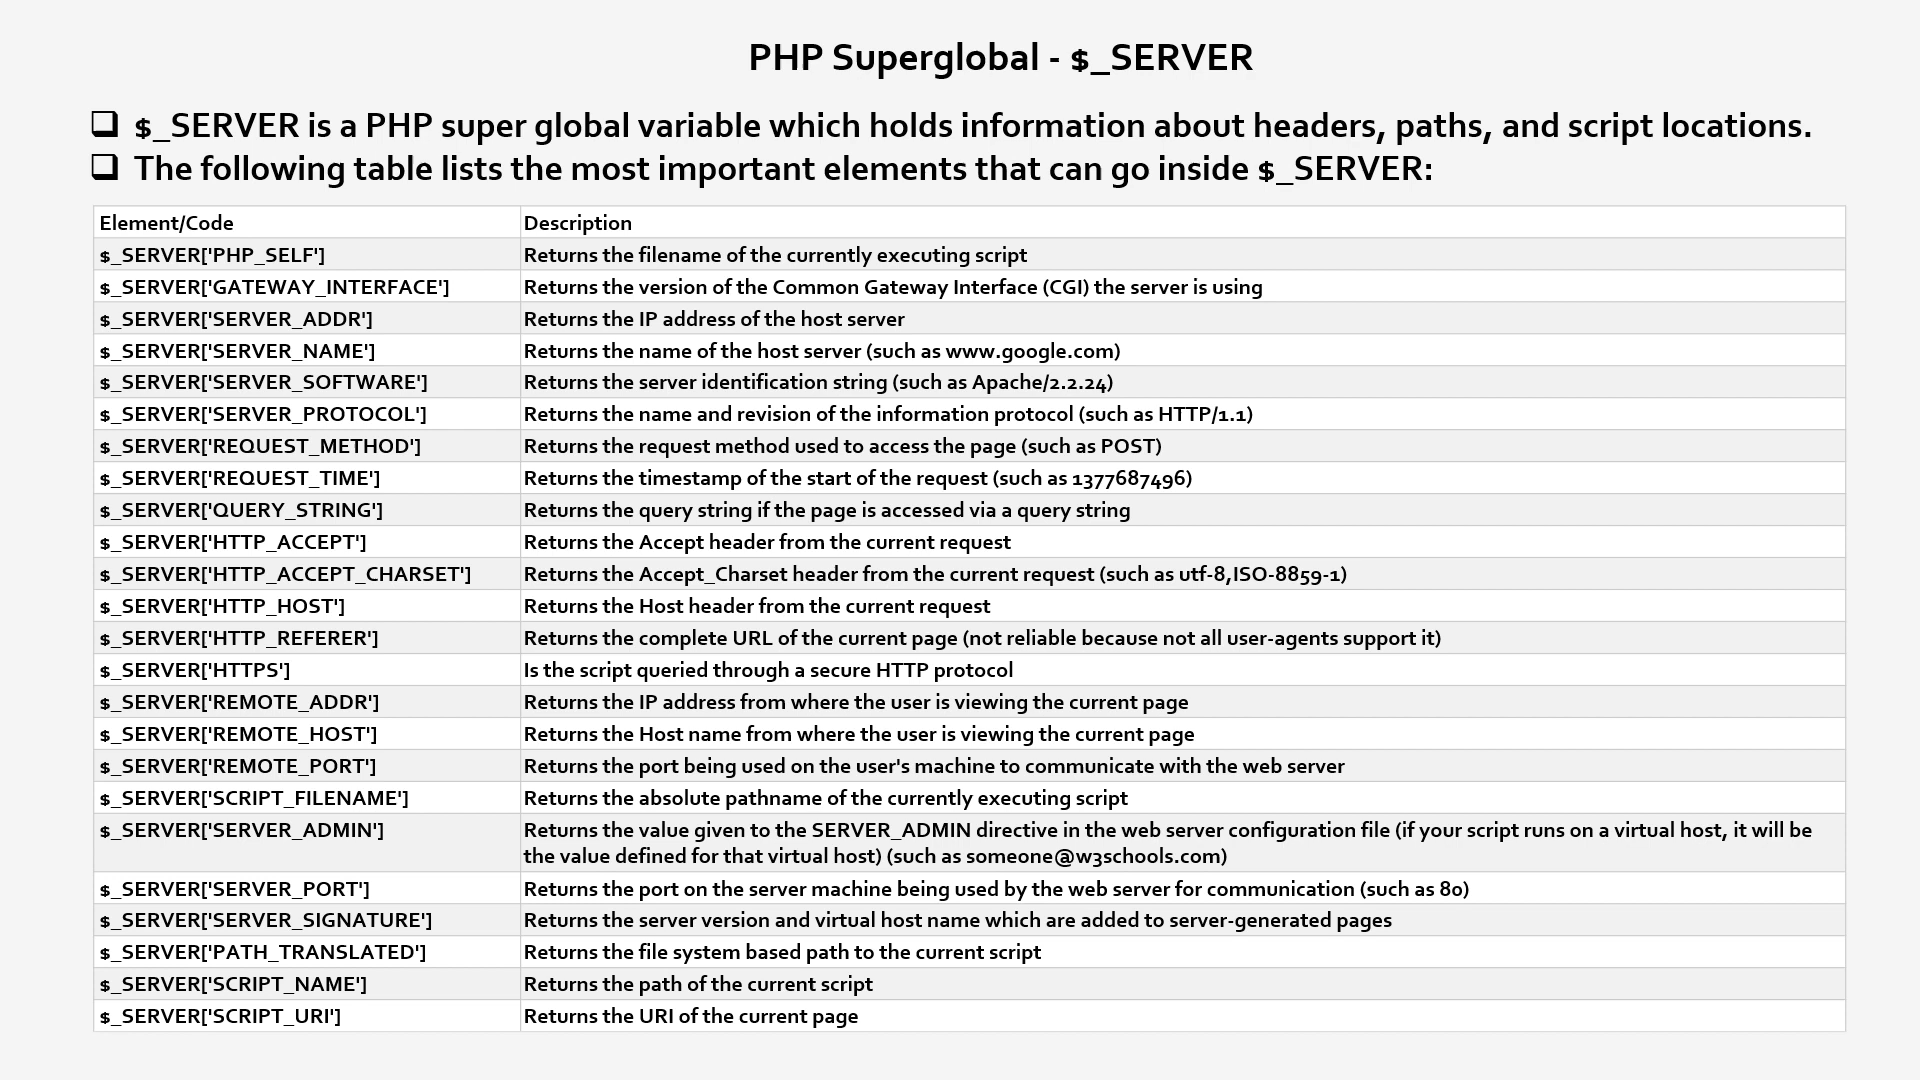 PHP Superglobal - $_SERVER
❑ $_SERVER is a PHP super global variable which holds information about headers, paths, and script locations.
❑ The following table lists the most important elements that can go inside $_SERVER:
Element/Code Description
$_SERVER['PHP_SELF'] Returns the filename of the currently executing script
$_SERVER['GATEWAY_INTERFACE'] Returns the version of the Common Gateway Interface (CGI) the server is using
$_SERVER['SERVER_ADDR'] Returns the IP address of the host server
$_SERVER['SERVER_NAME'] Returns the name of the host server (such as www.google.com)
$_SERVER['SERVER_SOFTWARE'] Returns the server identification string (such as Apache/2.2.24)
$_SERVER['SERVER_PROTOCOL'] Returns the name and revision of the information protocol (such as HTTP/1.1)
$_SERVER['REQUEST_METHOD'] Returns the request method used to access the page (such as POST)
$_SERVER['REQUEST_TIME'] Returns the timestamp of the start of the request (such as 1377687496)
$_SERVER['QUERY_STRING'] Returns the query string if the page is accessed via a query string
$_SERVER['HTTP_ACCEPT'] Returns the Accept header from the current request
$_SERVER['HTTP_ACCEPT_CHARSET'] Returns the Accept_Charset header from the current request (such as utf-8,ISO-8859-1)
$_SERVER['HTTP_HOST'] Returns the Host header from the current request
$_SERVER['HTTP_REFERER'] Returns the complete URL of the current page (not reliable because not all user-agents support it)
$_SERVER['HTTPS'] Is the script queried through a secure HTTP protocol
$_SERVER['REMOTE_ADDR'] Returns the IP address from where the user is viewing the current page
$_SERVER['REMOTE_HOST'] Returns the Host name from where the user is viewing the current page
$_SERVER['REMOTE_PORT'] Returns the port being used on the user's machine to communicate with the web server
$_SERVER['SCRIPT_FILENAME'] Returns the absolute pathname of the currently executing script
$_SERVER['SERVER_ADMIN'] Returns the value given to the SERVER_ADMIN directive in the web server configuration file (if your script runs on a virtual host, it will be
the value defined for that virtual host) (such as someone@w3schools.com)
$_SERVER['SERVER_PORT'] Returns the port on the server machine being used by the web server for communication (such as 80)
$_SERVER['SERVER_SIGNATURE'] Returns the server version and virtual host name which are added to server-generated pages
$_SERVER['PATH_TRANSLATED'] Returns the file system based path to the current script
$_SERVER['SCRIPT_NAME'] Returns the path of the current script
$_SERVER['SCRIPT_URI'] Returns the URI of the current page